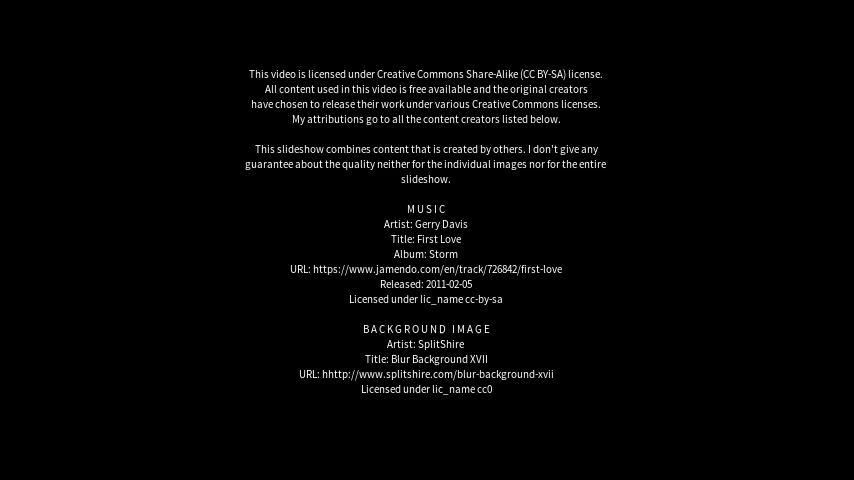 This video is licensed under Creative Commons Share-Alike (CC BY-SA) license.
All content used in this video is free available and the original creators
have chosen to release their work under various Creative Commons licenses.
My attributions go to all the content creators listed below.
This slideshow combines content that is created by others. I don't give any
guarantee about the quality neither for the individual images nor for the entire
slideshow.
MUSIC
Artist: Gerry Davis
Title: First Love
Album: Storm
URL: https://www.jamendo.com/en/track/726842/first-love
Released: 2011-02-05
Licensed under lic_name cc-by-sa
BACKGROUND IMAGE
Artist: SplitShire
Title: Blur Background XVII
URL: hhttp://www.splitshire.com/blur-background-xvii
Licensed under lic_name cc0